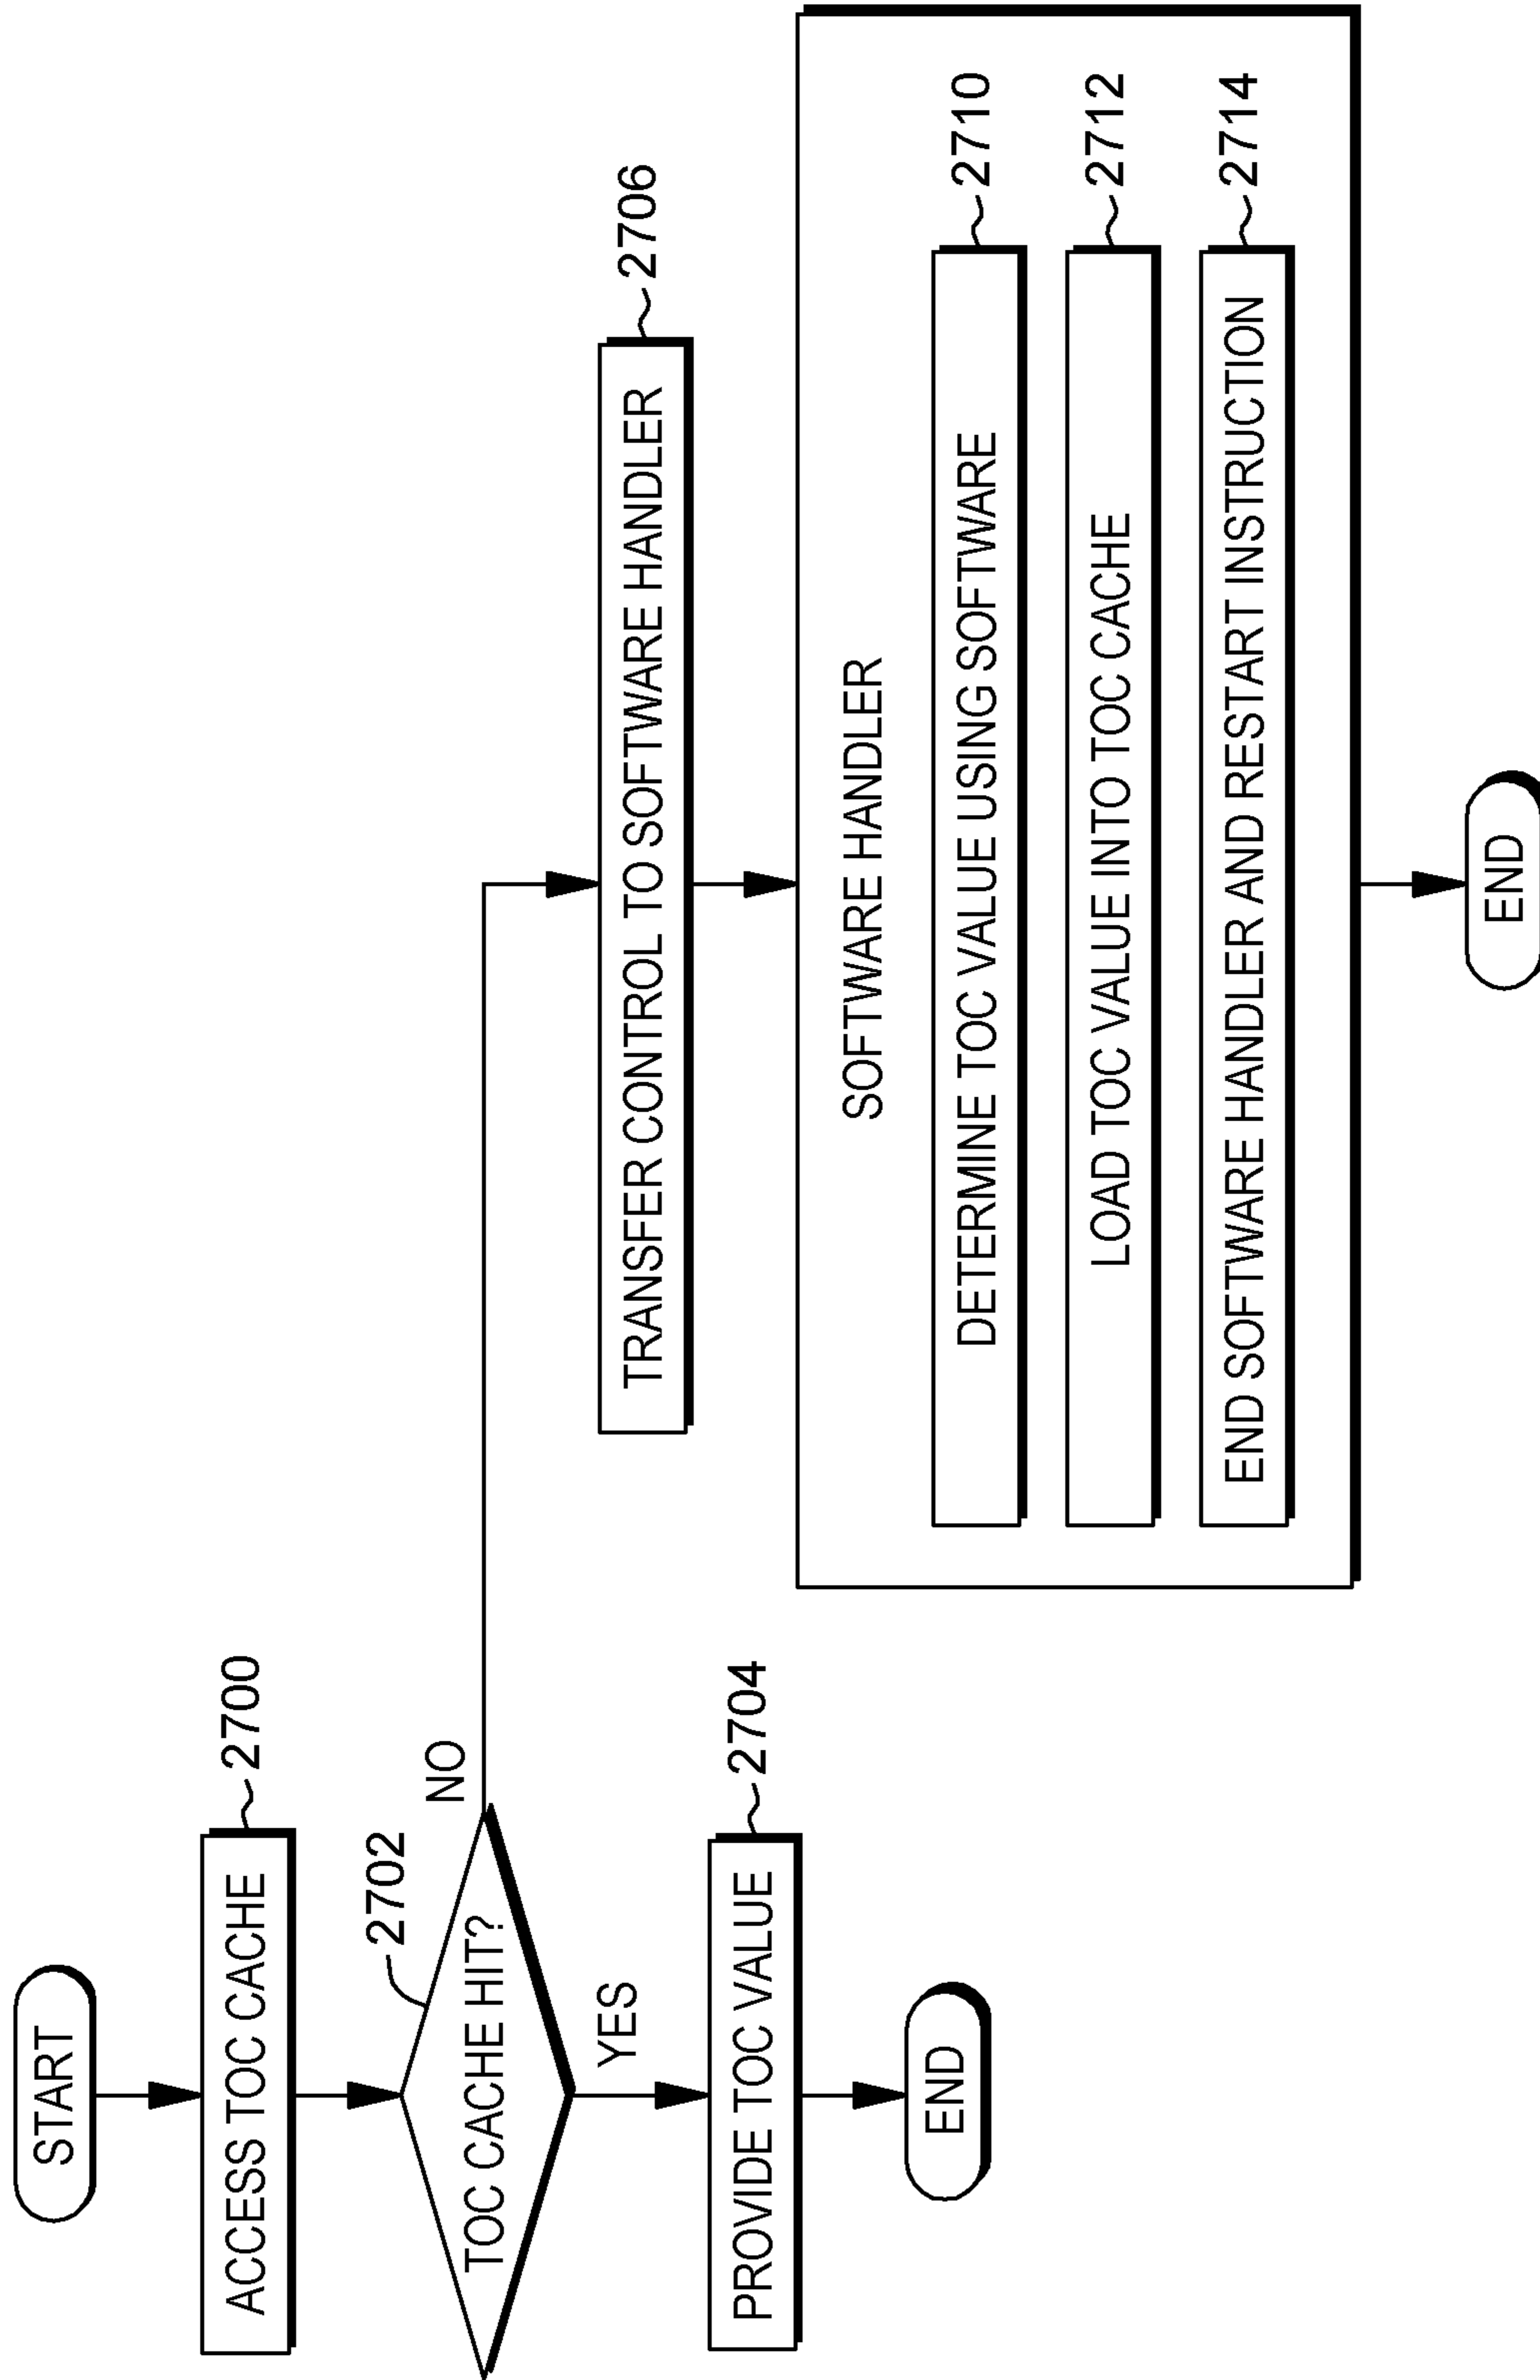 START
ACCESS TOC CACHE
2700
TOC CACHE HIT?
2702
NO
YES
PROVIDE TOC VALUE
2704
END
TRANSFER CONTROL TO SOFTWARE HANDLER
2706
SOFTWARE HANDLER
DETERMINE TOC VALUE USING SOFTWARE
2710
LOAD TOC VALUE INTO TOC CACHE
2712
END SOFTWARE HANDLER AND RESTART INSTRUCTION
2714
END